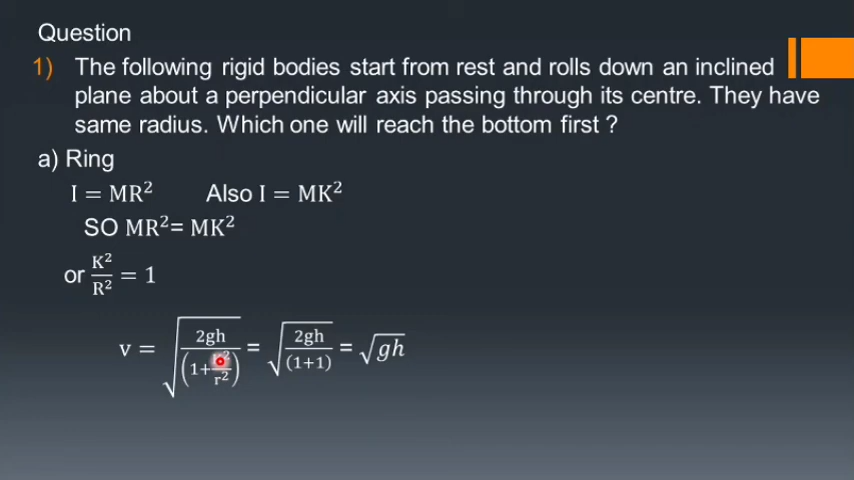 Question
1) The following rigid bodies start from rest and rolls down an inclined
plane about a perpendicular axis passing through its centre. They have
same radius. Which one will reach the bottom first ?
a) Ring
I = MR² Also I = MK²
SO MR²= MK²
or K²/R² = 1
v = √(2gh/(1+ ²/r²)) = √(2gh/(1+1)) = √gh